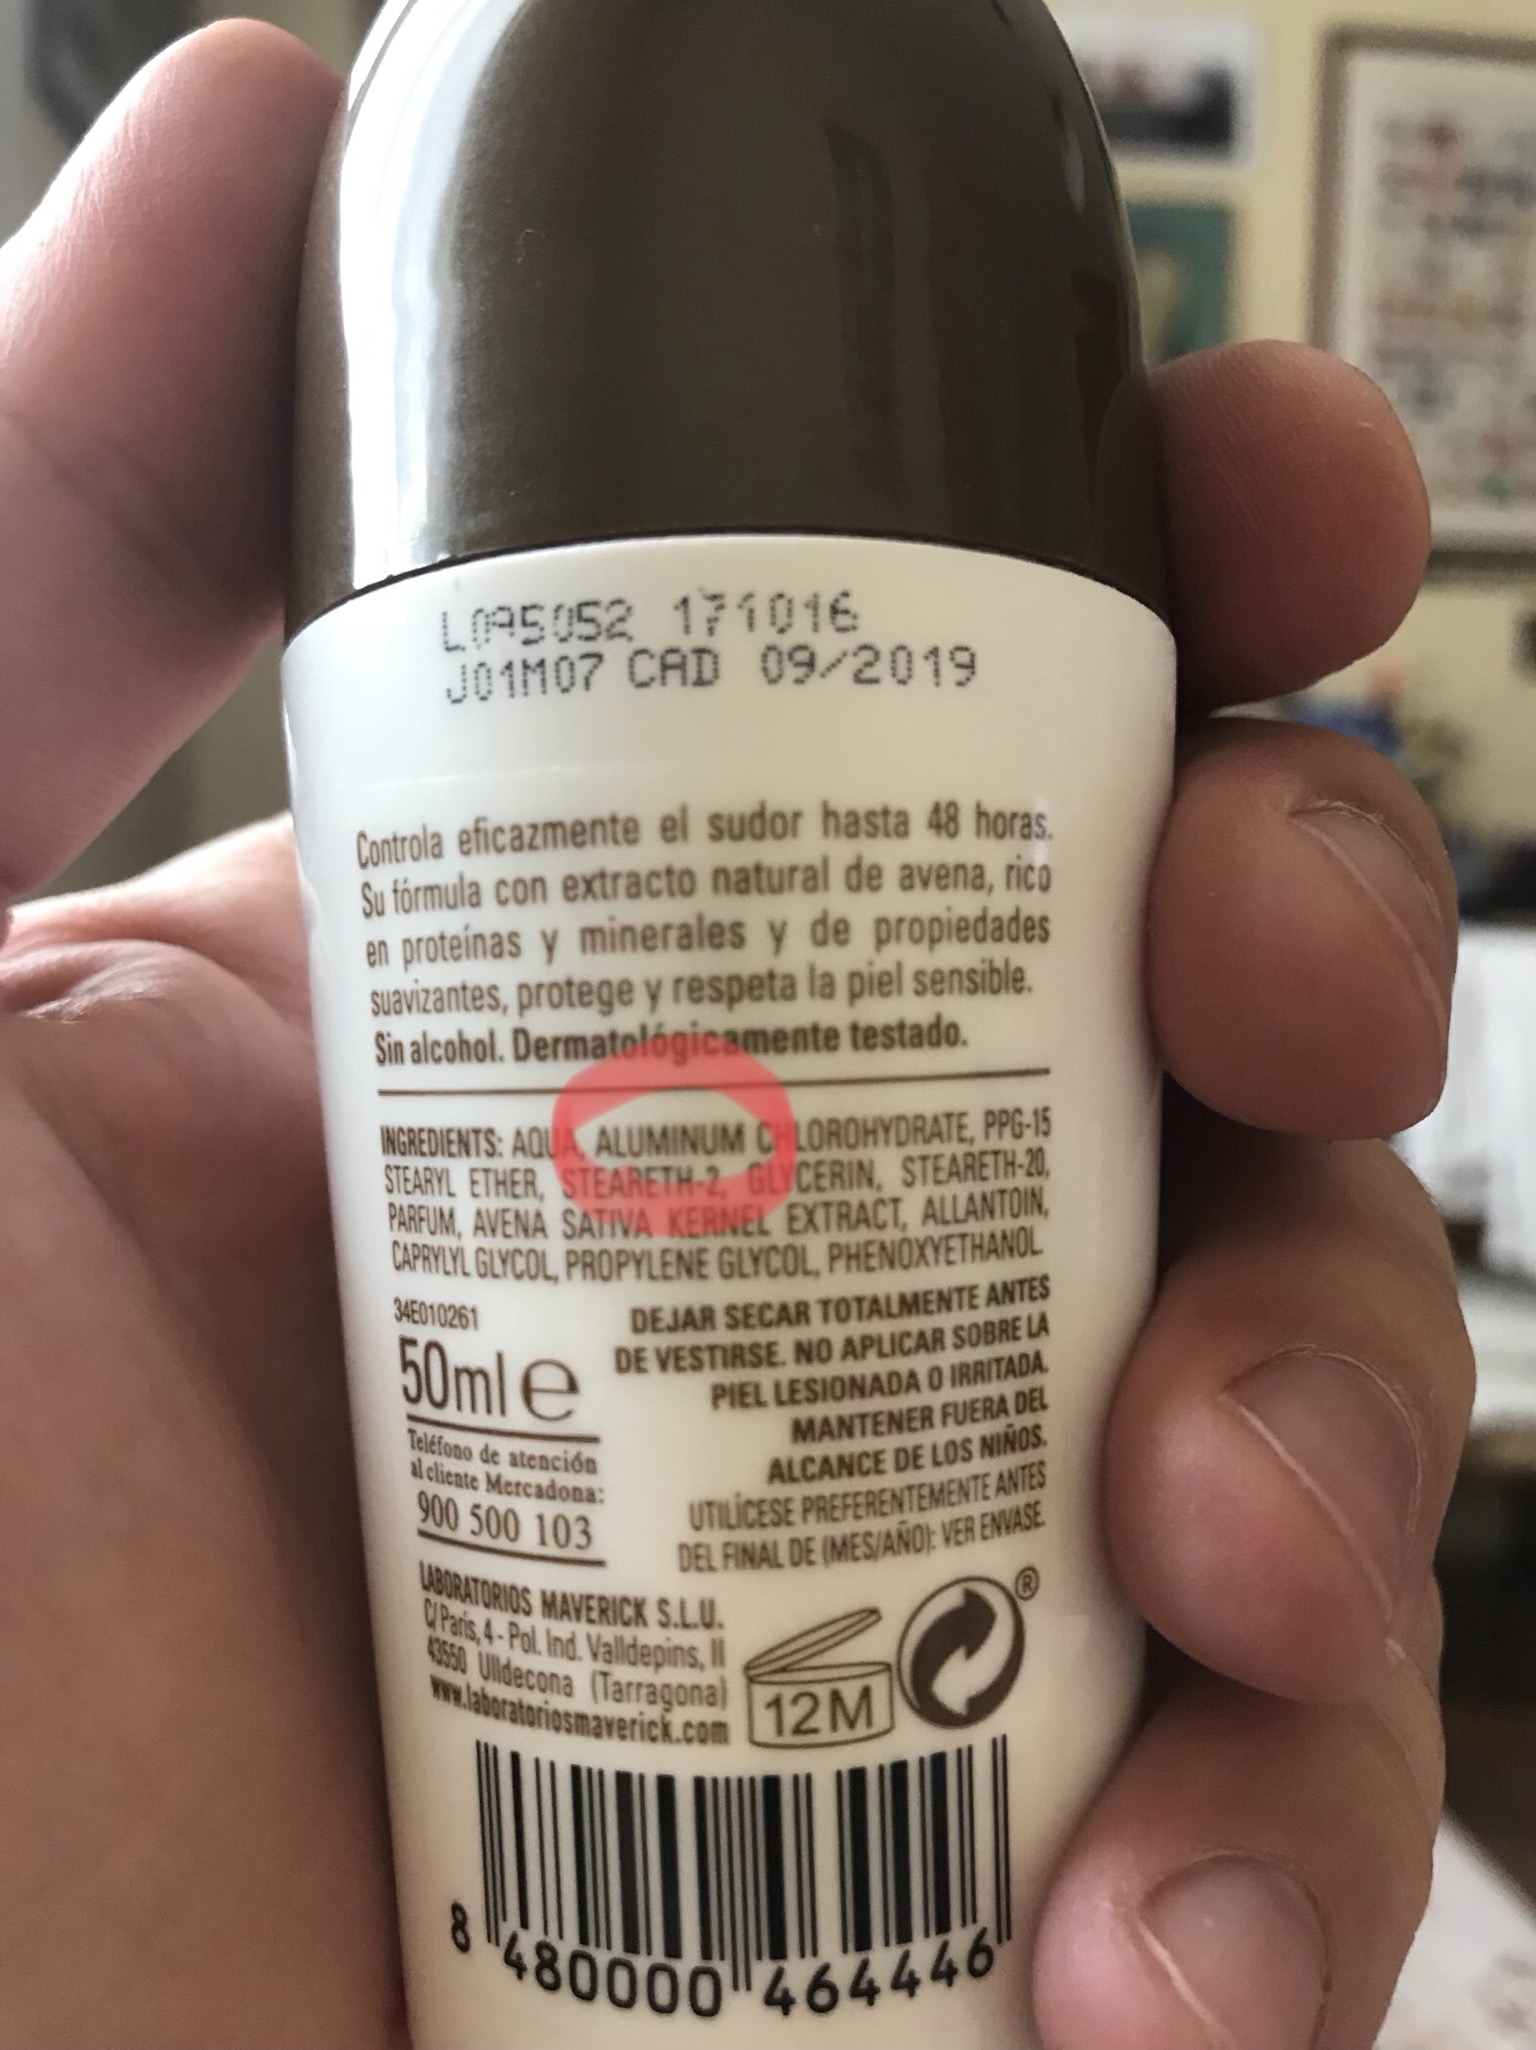 L0A5052 171016
J01M07 CAD 09/2019
Controla eficazmente el sudor hasta 48 horas.
Su fórmula con extracto natural de avena, rico
en proteínas y minerales y de propiedades
suavizantes, protege y respeta la piel sensible.
Sin alcohol. Dermatológicamente testado.
INGREDIENTS: AQUA, ALUMINUM CHLOROHYDRATE, PPG-15
STEARYL ETHER, STEARETH-2, GLYCERIN, STEARETH-20,
PARFUM, AVENA SATIVA KERNEL EXTRACT, ALLANTOIN,
CAPRYLYL GLYCOL, PROPYLENE GLYCOL, PHENOXYETHANOL.
34E010261
50ml e
Teléfono de atención
al cliente Mercadona:
900 500 103
DEJAR SECAR TOTALMENTE ANTES
DE VESTIRSE. NO APLICAR SOBRE LA
PIEL LESIONADA O IRRITADA.
MANTENER FUERA DEL
ALCANCE DE LOS NIÑOS.
UTILÍCESE PREFERENTEMENTE ANTES
DEL FINAL DE (MES/AÑO): VER ENVASE.
LABORATORIOS MAVERICK S.L.U.
C/ París, 4 - Pol. Ind. Valldepins, II
43550 Ulldecona (Tarragona)
www.laboratoriosmaverick.com
12M
®
8 480000 464446